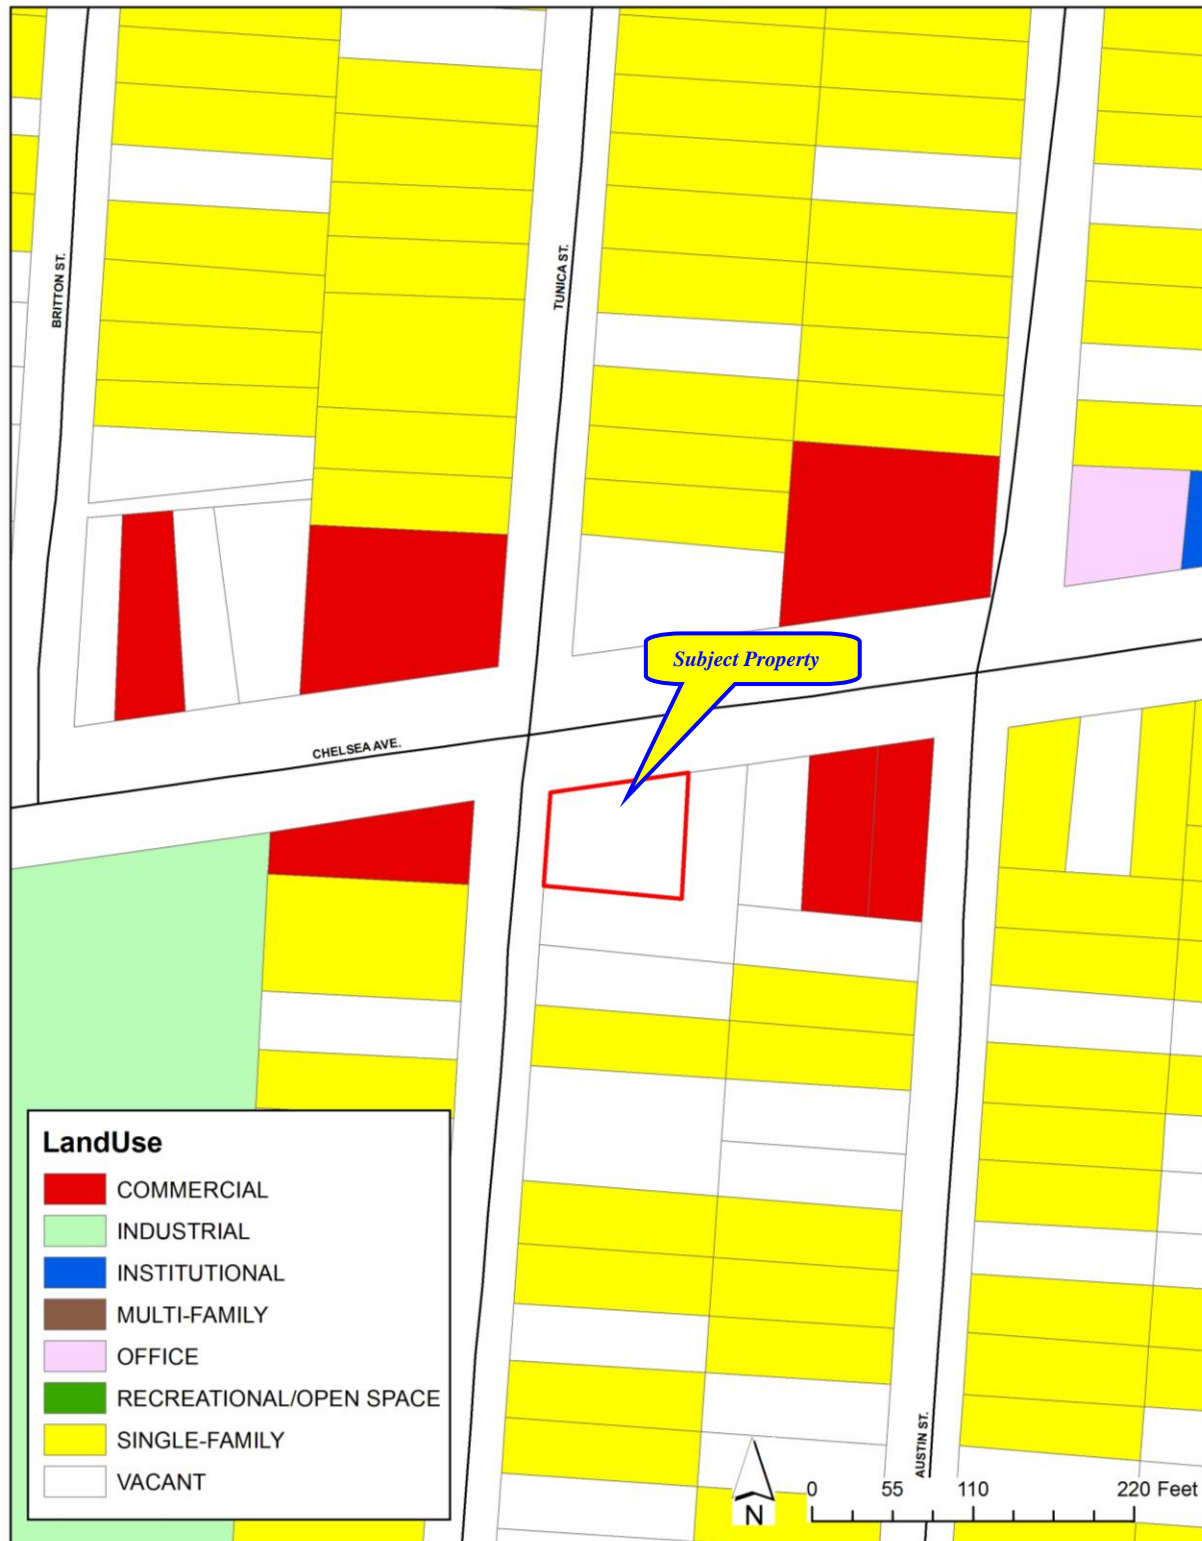 BRITTON ST.
TUNICA ST.
Subject Property
CHELSEA AVE.
LandUse
COMMERCIAL
INDUSTRIAL
INSTITUTIONAL
MULTI-FAMILY
OFFICE
RECREATIONAL/OPEN SPACE
SINGLE-FAMILY
VACANT
AUSTIN ST.
N
0 55 110 220 Feet